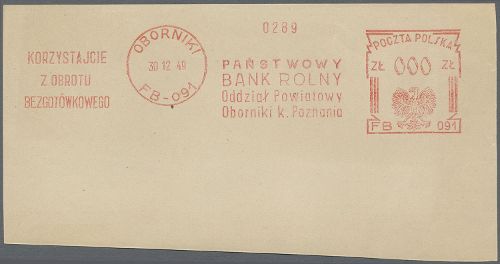 KORZYSTAJCIE
Z OBROTU
BEZGOTÓWKOWEGO
OBORNIKI
30 12 49
FB-091
0289
PAŃSTWOWY
BANK ROLNY
Oddział Powiatowy
Oborniki k. Poznania
POCZTA POLSKA
ZŁ 000 ZŁ
FB 091